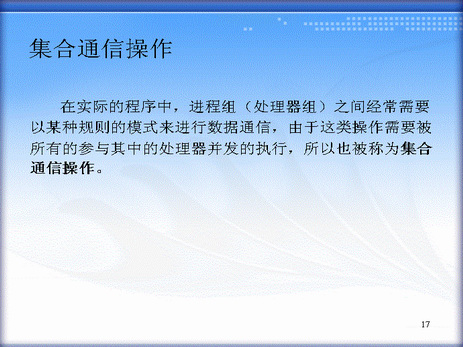 集合通信操作
在实际的程序中，进程组（处理器组）之间经常需要
以某种规则的模式来进行数据通信，由于这类操作需要被
所有的参与其中的处理器并发的执行，所以也被称为集合
通信操作。
17